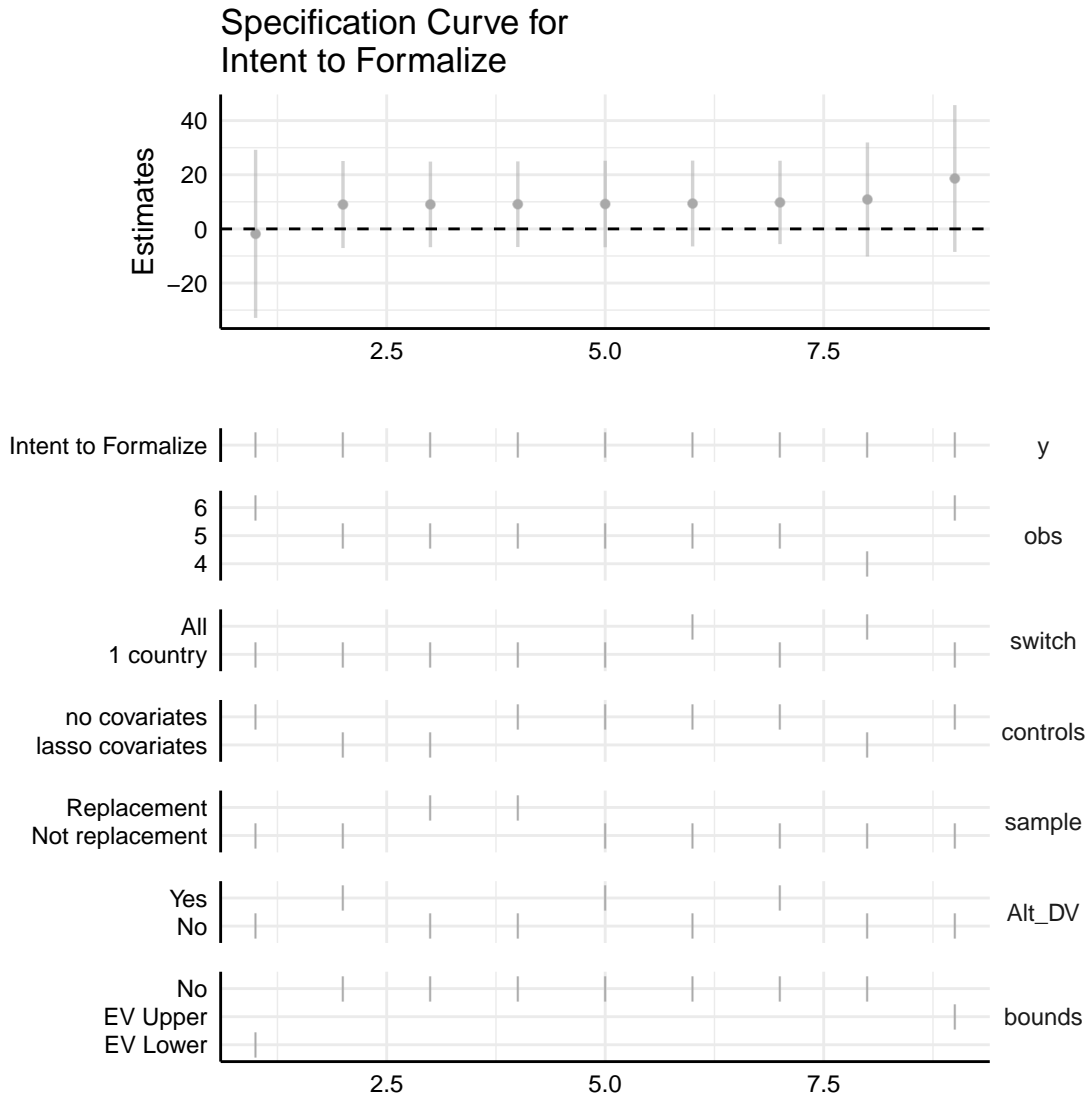 Specification Curve for
Intent to Formalize
Estimates
40
20
0
−20
2.5 5.0 7.5
Intent to Formalize y
6
5 obs
4
All
1 country
switch
no covariates
lasso covariates
controls
Replacement
Not replacement
sample
Yes
No
Alt_DV
No
EV Upper bounds
EV Lower
2.5 5.0 7.5